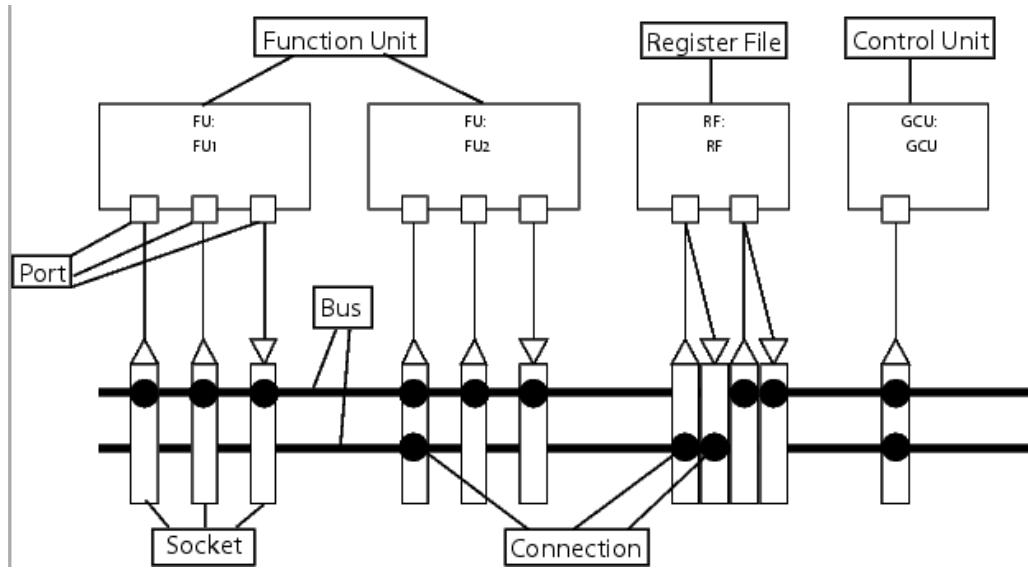 Function Unit
Register File
Control Unit
FU:
FU1
FU:
FU2
RF:
RF
GCU:
GCU
Port
Bus
Socket
Connection